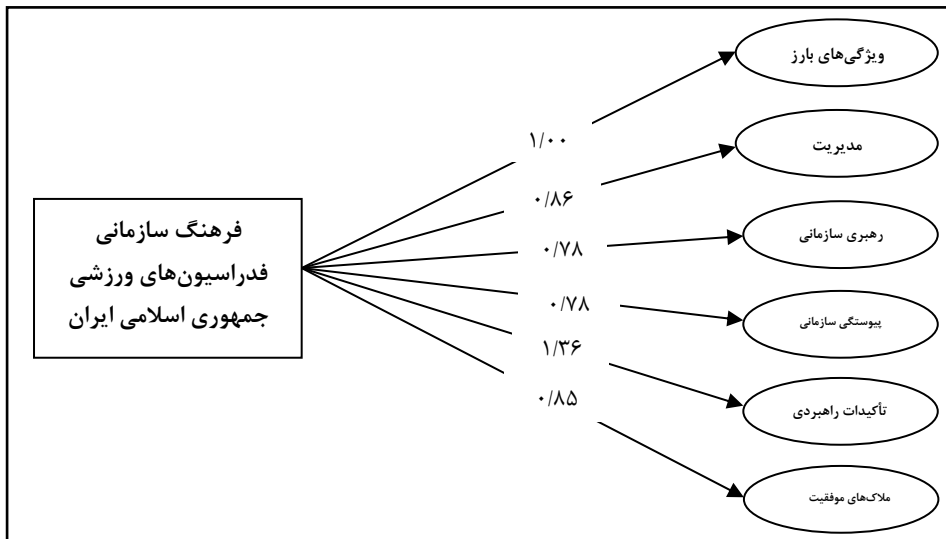 ویژگی‌های بارز
۱/۰۰
مدیریت
۰/۸۶
رهبری سازمانی
۰/۷۸
فرهنگ سازمانی
فدراسیون‌های ورزشی
جمهوری اسلامی ایران
۰/۷۸
پیوستگی سازمانی
۱/۳۶
تأکیدات راهبردی
۰/۸۵
ملاک‌های موفقیت